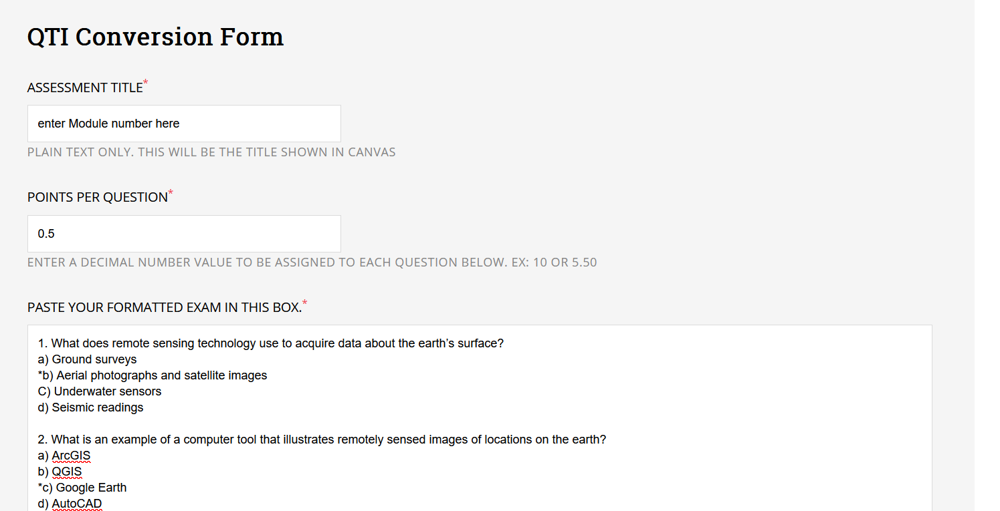 QTI Conversion Form
ASSESSMENT TITLE*
enter Module number here
PLAIN TEXT ONLY. THIS WILL BE THE TITLE SHOWN IN CANVAS
POINTS PER QUESTION*
0.5
ENTER A DECIMAL NUMBER VALUE TO BE ASSIGNED TO EACH QUESTION BELOW. EX: 10 OR 5.50
PASTE YOUR FORMATTED EXAM IN THIS BOX.*
1. What does remote sensing technology use to acquire data about the earth’s surface?
a) Ground surveys
*b) Aerial photographs and satellite images
C) Underwater sensors
d) Seismic readings
2. What is an example of a computer tool that illustrates remotely sensed images of locations on the earth?
a) ArcGIS
b) QGIS
*c) Google Earth
d) AutoCAD